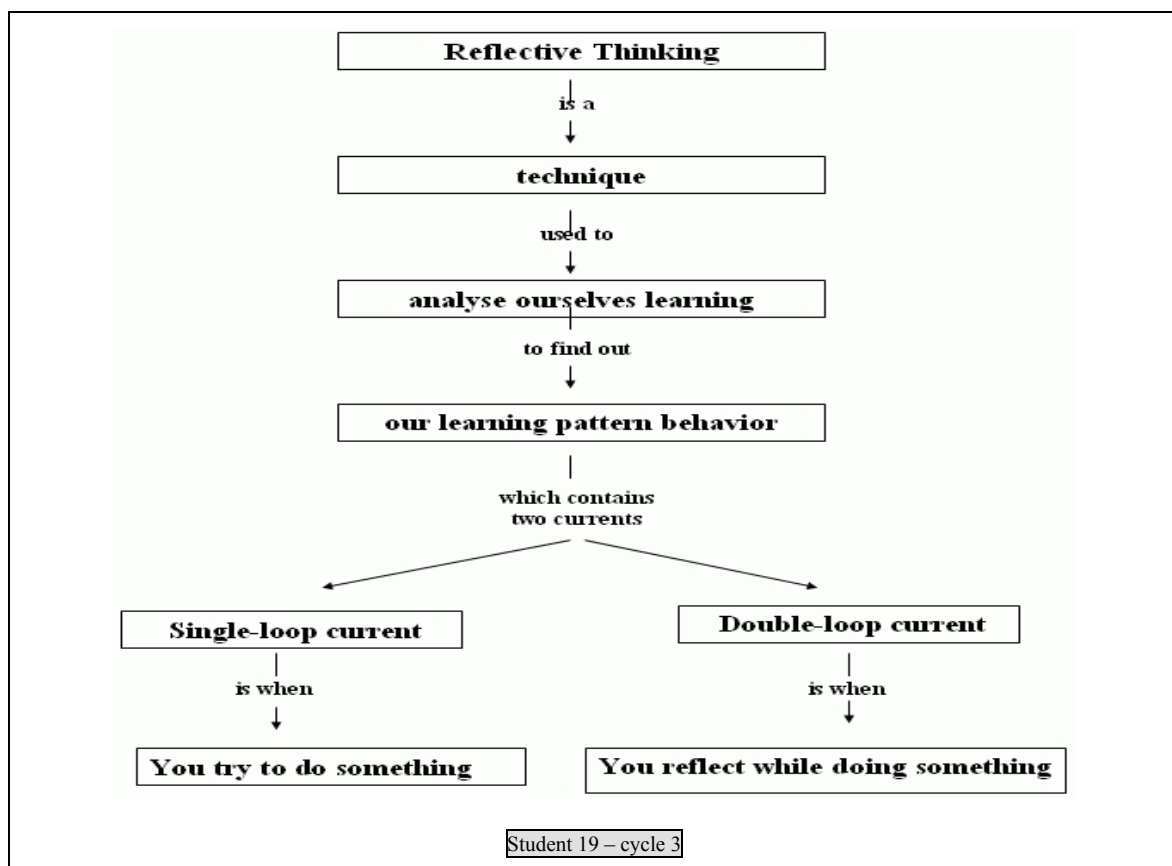 Reflective Thinking
is a
technique
used to
analyse ourselves learning
to find out
our learning pattern behavior
which contains
two currents
Single-loop current
Double-loop current
is when
is when
You try to do something
You reflect while doing something
Student 19 – cycle 3